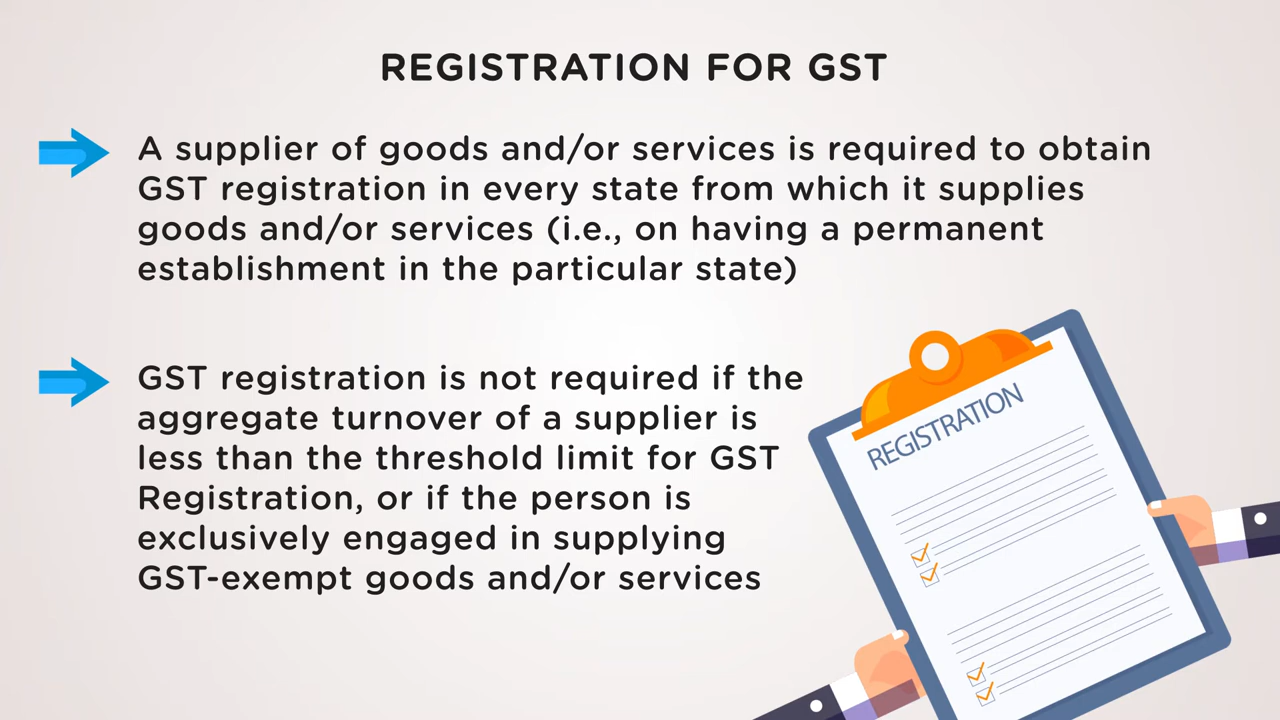 REGISTRATION FOR GST
A supplier of goods and/or services is required to obtain
GST registration in every state from which it supplies
goods and/or services (i.e., on having a permanent
establishment in the particular state)
GST registration is not required if the
aggregate turnover of a supplier is
less than the threshold limit for GST
Registration, or if the person is
exclusively engaged in supplying
GST-exempt goods and/or services
REGISTRATION